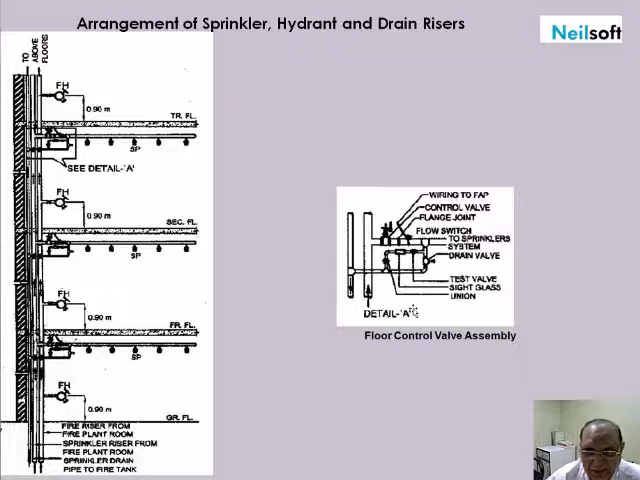 Arrangement of Sprinkler, Hydrant and Drain Risers
Neilsoft
TO
ABOVE
FLOORS
FH
0.90 m
TR. FL.
SP
SEE DETAIL-'A'
FH
0.90 m
SEC. FL.
SP
FH
0.90 m
FR. FL.
SP
FH
0.90 m
GR. FL.
FIRE RISER FROM
FIRE PLANT ROOM
SPRINKLER RISER FROM
FIRE PLANT ROOM
SPRINKLER DRAIN
PIPE TO FIRE TANK
WIRING TO FAP
CONTROL VALVE
FLANGE JOINT
FLOW SWITCH
TO SPRINKLERS
SYSTEM
DRAIN VALVE
TEST VALVE
SIGHT GLASS
UNION
DETAIL-'A'
Floor Control Valve Assembly